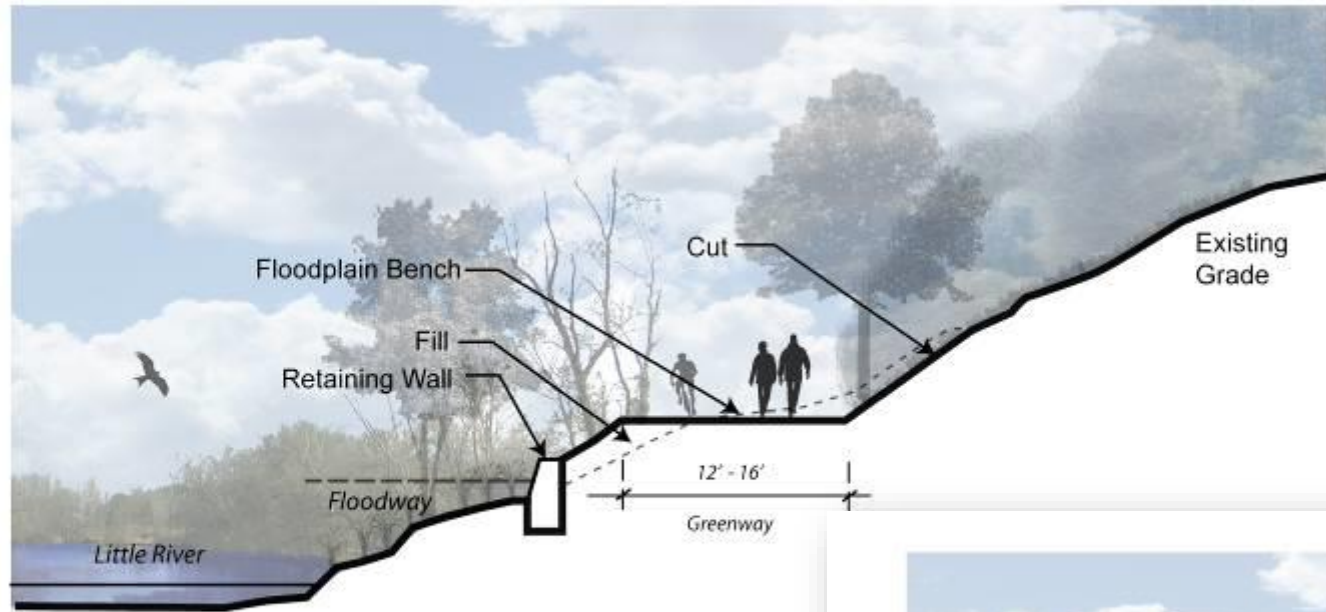 Cut
Existing
Grade
Floodplain Bench
Fill
Retaining Wall
12' - 16'
Floodway
Greenway
Little River